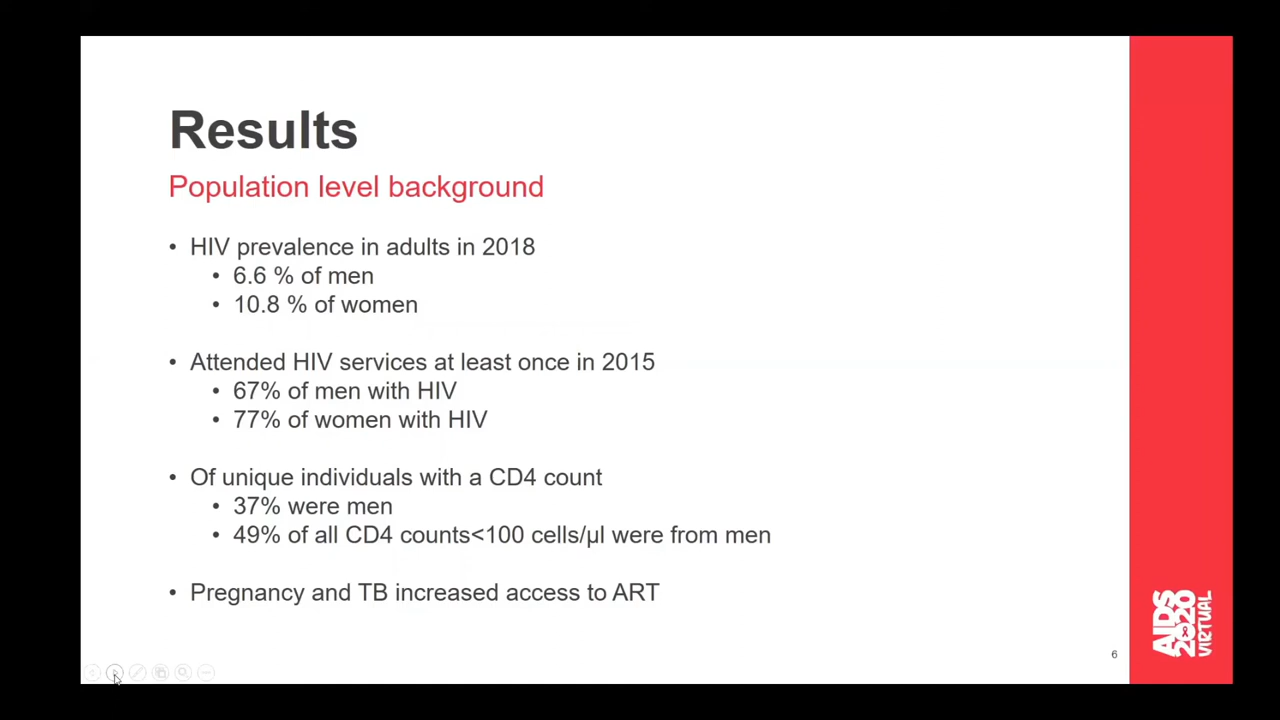 Results
Population level background
• HIV prevalence in adults in 2018
• 6.6 % of men
• 10.8 % of women
• Attended HIV services at least once in 2015
• 67% of men with HIV
• 77% of women with HIV
• Of unique individuals with a CD4 count
• 37% were men
• 49% of all CD4 counts<100 cells/µl were from men
• Pregnancy and TB increased access to ART
6
AIDS
2020
VIRTUAL